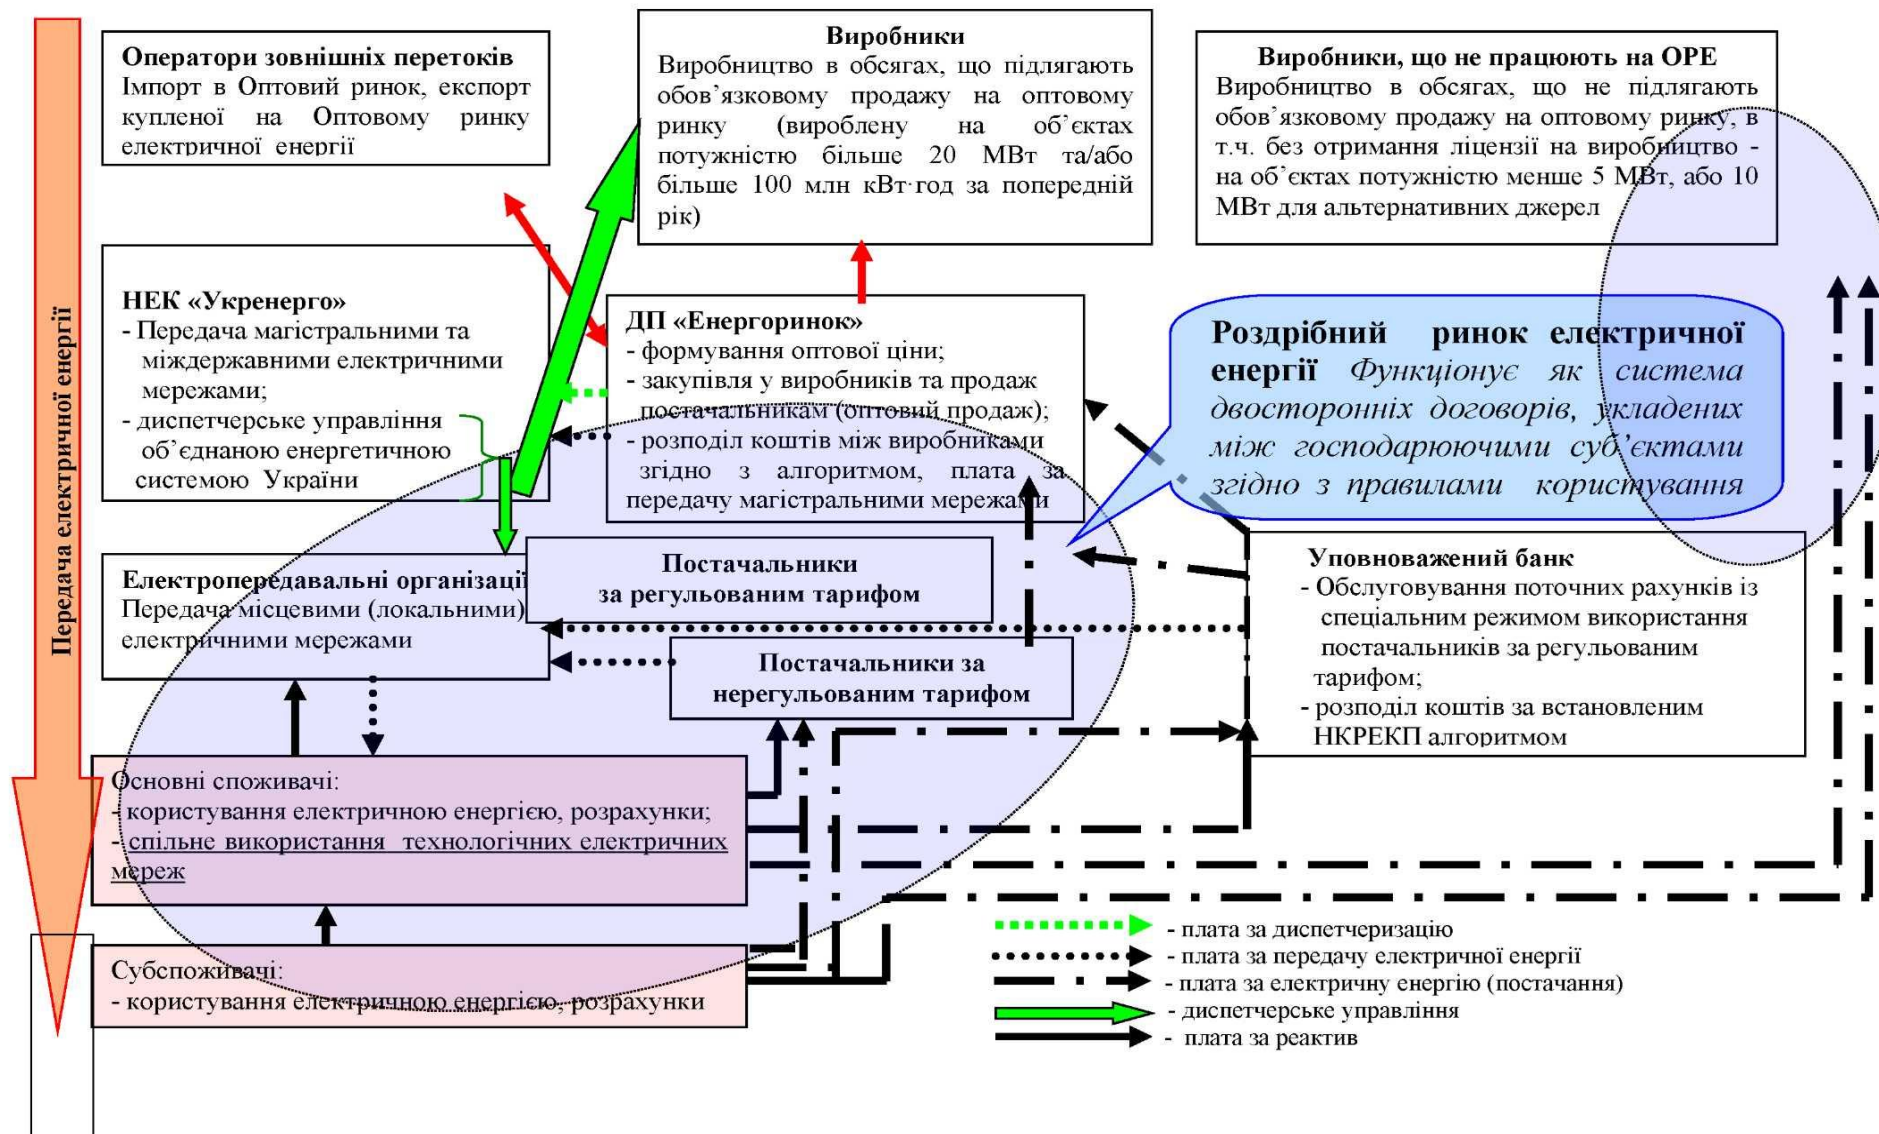 Передача електричної енергії
Оператори зовнішніх перетоків
Імпорт в Оптовий ринок, експорт
купленої на Оптовому ринку
електричної енергії
Виробники
Виробництво в обсягах, що підлягають
обов’язковому продажу на оптовому
ринку (вироблену на об’єктах
потужністю більше 20 МВт та/або
більше 100 млн кВт·год за попередній
рік)
Виробники, що не працюють на ОРЕ
Виробництво в обсягах, що не підлягають
обов’язковому продажу на оптовому ринку, в
т.ч. без отримання ліцензії на виробництво -
на об’єктах потужністю менше 5 МВт, або 10
МВт для альтернативних джерел
НЕК «Укренерго»
- Передача магістральними та
міждержавними електричними
мережами;
- диспетчерське управління
об’єднаною енергетичною
системою України
ДП «Енергоринок»
- формування оптової ціни;
- закупівля у виробників та продаж
постачальникам (оптовий продаж);
- розподіл коштів між виробниками
згідно з алгоритмом, плата за
передачу магістральними мережами
Роздрібний ринок електричної
енергії Функціонує як система
двосторонніх договорів, укладених
між господарюючими суб’єктами
згідно з правилами користування
Електропередавальні організації
Передача місцевими (локальними)
електричними мережами
Постачальники
за регульованим тарифом
Постачальники за
нерегульованим тарифом
Уповноважений банк
- Обслуговування поточних рахунків із
спеціальним режимом використання
постачальників за регульованим
тарифом;
- розподіл коштів за встановленим
НКРЕКП алгоритмом
Основні споживачі:
- користування електричною енергією, розрахунки;
- спільне використання технологічних електричних
мереж
Субспоживачі:
- користування електричною енергією, розрахунки
- плата за диспетчеризацію
- плата за передачу електричної енергії
- плата за електричну енергію (постачання)
- диспетчерське управління
- плата за реактив